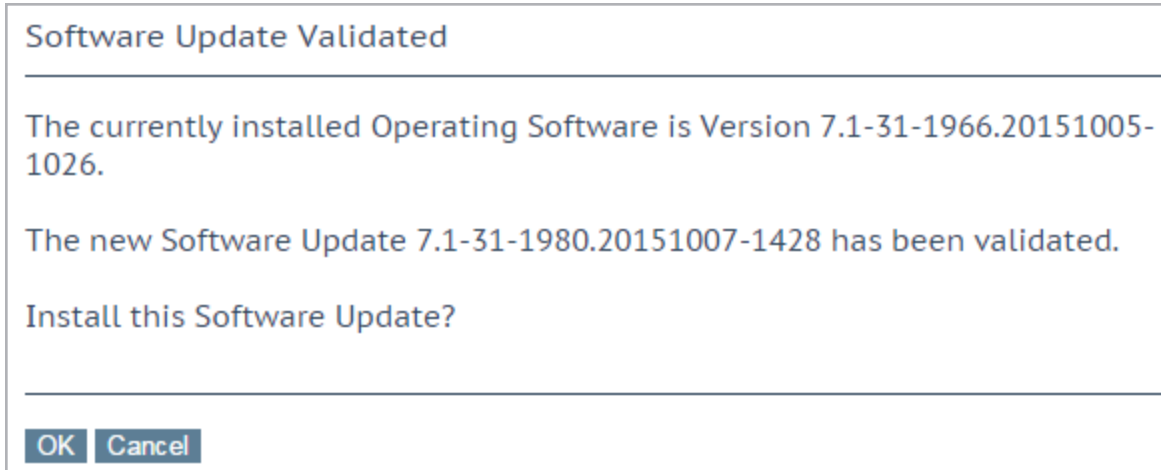 Software Update Validated
The currently installed Operating Software is Version 7.1-31-1966.20151005-
1026.
The new Software Update 7.1-31-1980.20151007-1428 has been validated.
Install this Software Update?
OK Cancel